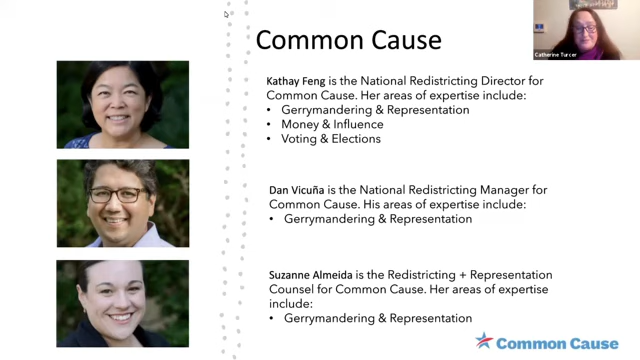 Common Cause
Catherine Turcer
Kathay Feng is the National Redistricting Director for
Common Cause. Her areas of expertise include:
• Gerrymandering & Representation
• Money & Influence
• Voting & Elections
Dan Vicuña is the National Redistricting Manager for
Common Cause. His areas of expertise include:
• Gerrymandering & Representation
Suzanne Almeida is the Redistricting + Representation
Counsel for Common Cause. Her areas of expertise
include:
• Gerrymandering & Representation
Common Cause